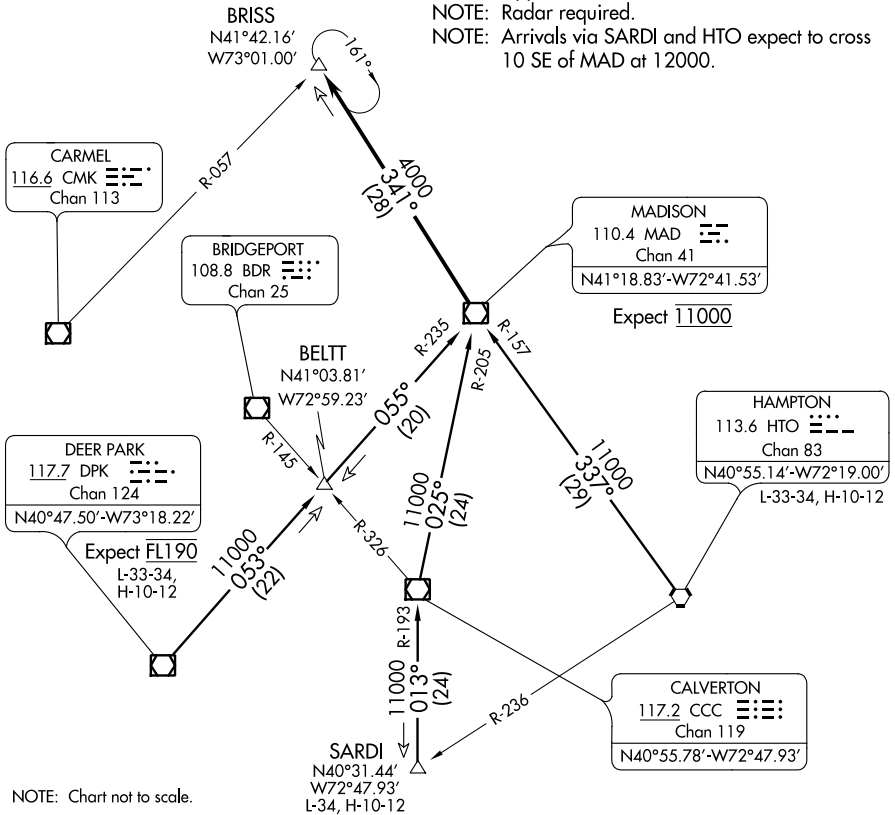 NOTE: Radar required.
NOTE: Arrivals via SARDI and HTO expect to cross
10 SE of MAD at 12000.
BRISS
N41°42.16'
W73°01.00'
161°
R-057
CARMEL
116.6 CMK
Chan 113
4000
341°
(28)
MADISON
110.4 MAD
Chan 41
N41°18.83'-W72°41.53'
Expect 11000
BRIDGEPORT
108.8 BDR
Chan 25
R-235
R-205
R-157
BELTT
N41°03.81'
W72°59.23'
055°
(20)
R-145
HAMPTON
113.6 HTO
Chan 83
N40°55.14'-W72°19.00'
L-33-34, H-10-12
DEER PARK
117.7 DPK
Chan 124
N40°47.50'-W73°18.22'
Expect FL190
L-33-34,
H-10-12
11000
053°
(22)
R-326
11000
025°
(24)
11000
337°
(29)
R-193
11000
013°
(24)
R-236
CALVERTON
117.2 CCC
Chan 119
N40°55.78'-W72°47.93'
SARDI
N40°31.44'
W72°47.93'
L-34, H-10-12
NOTE: Chart not to scale.